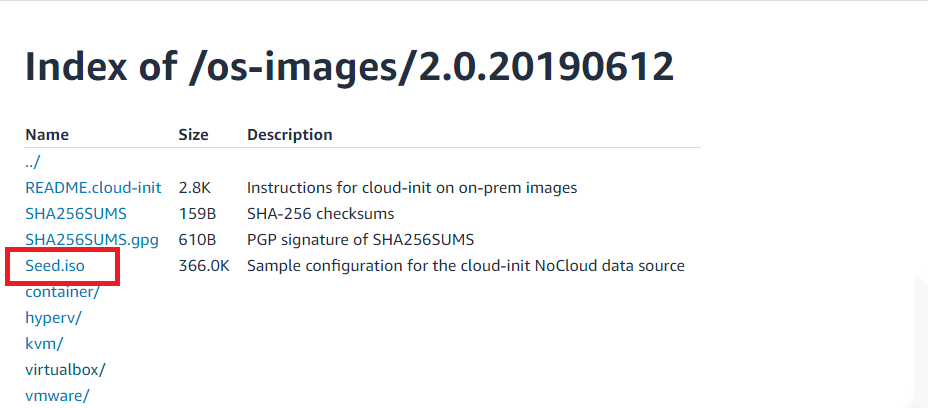 Index of /os-images/2.0.20190612
Name Size Description
../
README.cloud-init 2.8K Instructions for cloud-init on on-prem images
SHA256SUMS 159B SHA-256 checksums
SHA256SUMS.gpg 610B PGP signature of SHA256SUMS
Seed.iso 366.0K Sample configuration for the cloud-init NoCloud data source
container/
hyperv/
kvm/
virtualbox/
vmware/